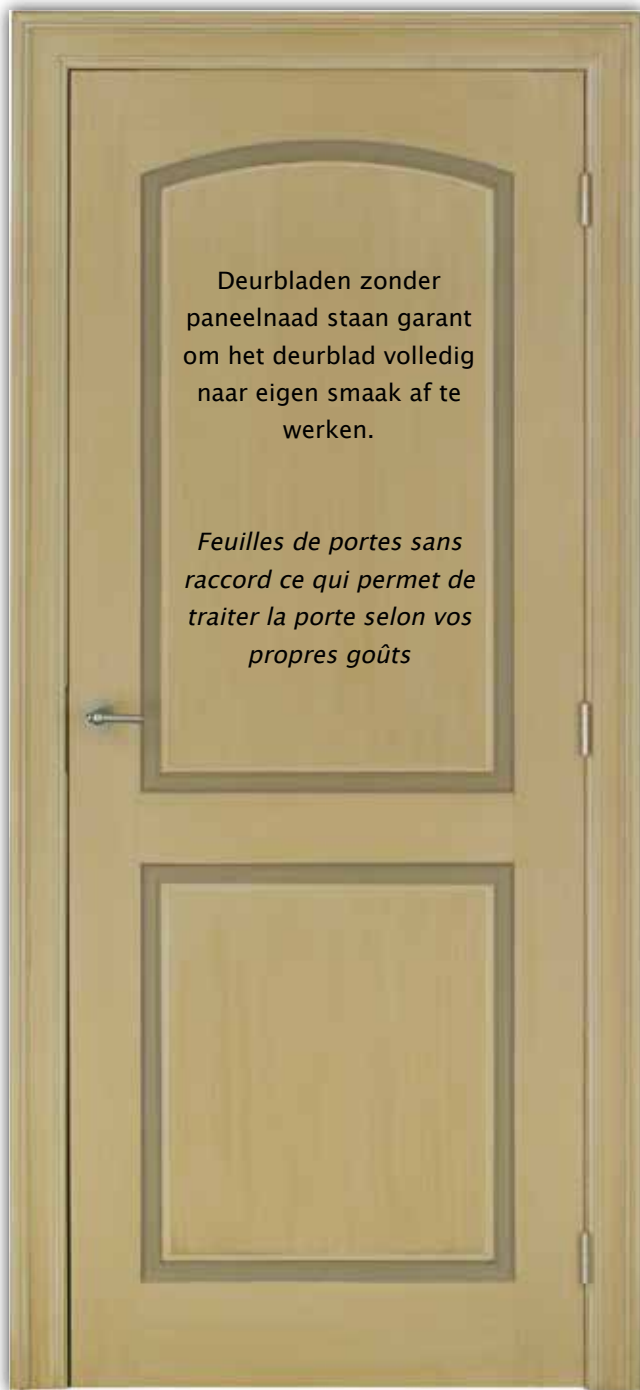 Deurbladen zonder
paneelnaad staan garant
om het deurblad volledig
naar eigen smaak af te
werken.
Feuilles de portes sans
raccord ce qui permet de
traiter la porte selon vos
propres goûts